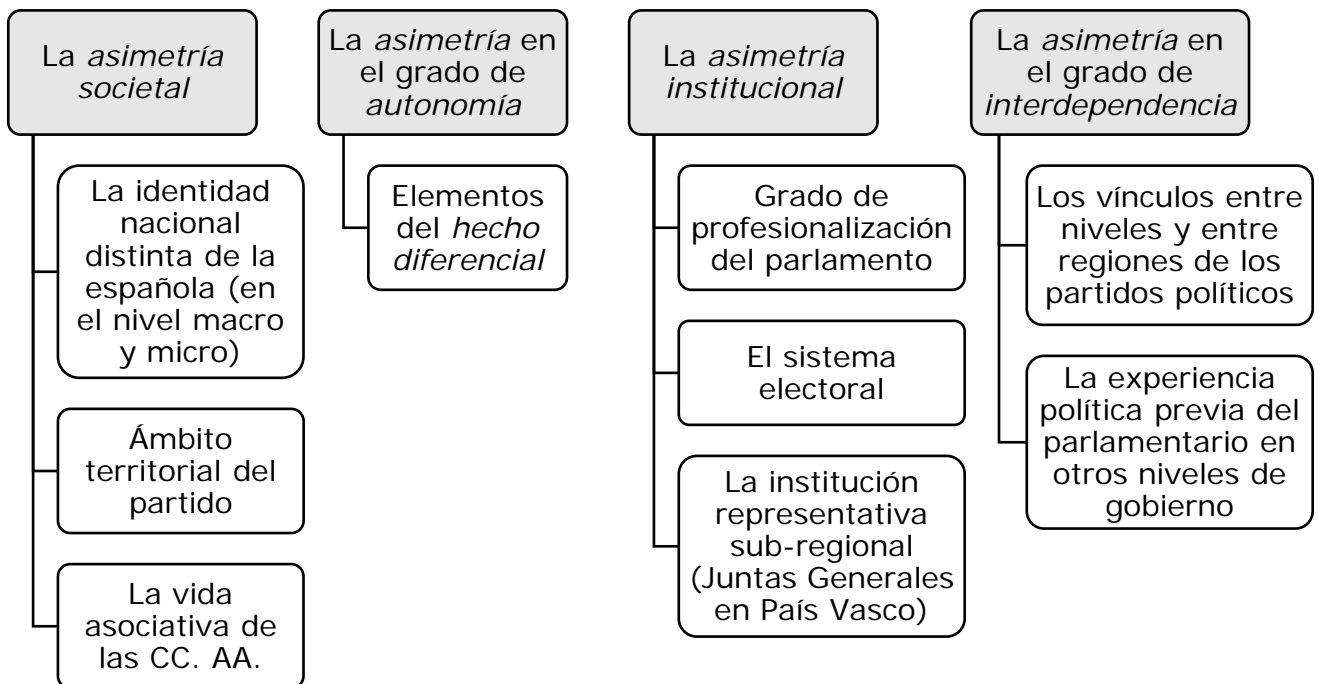 La asimetría
societal
La identidad
nacional
distinta de la
española (en
el nivel macro
y micro)
Ámbito
territorial del
partido
La vida
asociativa de
las CC. AA.
La asimetría en
el grado de
autonomía
Elementos
del hecho
diferencial
La asimetría
institucional
Grado de
profesionalización
del parlamento
El sistema
electoral
La institución
representativa
sub-regional
(Juntas Generales
en País Vasco)
La asimetría en
el grado de
interdependencia
Los vínculos entre
niveles y entre
regiones de los
partidos políticos
La experiencia
política previa del
parlamentario en
otros niveles de
gobierno